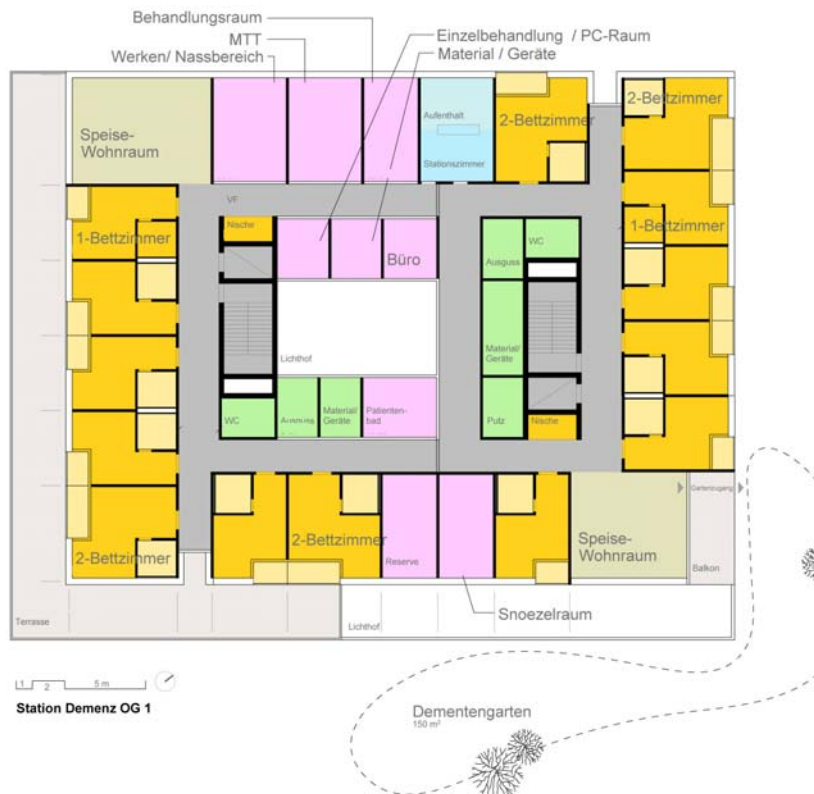 Behandlungsraum
MTT
Werken/ Nassbereich
Einzelbehandlung / PC-Raum
Material / Geräte
Speise-
Wohnraum
Aufenthalt
Stationszimmer
2-Bettzimmer
2-Bettzimmer
VF
Nische
1-Bettzimmer
1-Bettzimmer
Büro
Ausguss
WC
Lichthof
Material/
Geräte
WC
Material/
Geräte
Patienten-
bad
Putz
Nische
2-Bettzimmer
2-Bettzimmer
Reserve
Speise-
Wohnraum
Gartenzugang
Balkon
Snoezelraum
Terrasse
Lichthof
1
2
5 m
Station Demenz OG 1
Dementengarten
150 m²